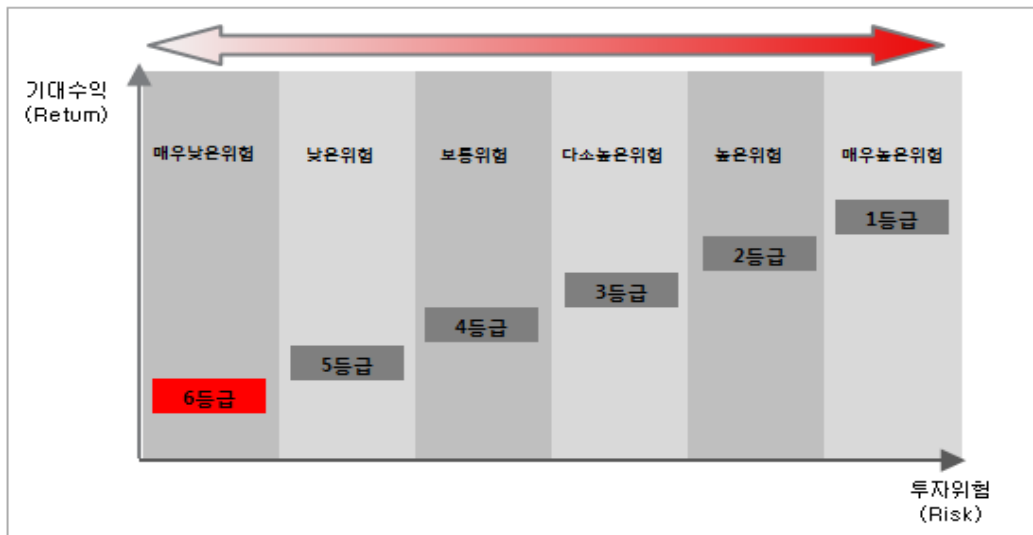 기대수익
(Retum)
매우낮은위험
낮은위험
보통위험
다소높은위험
높은위험
매우높은위험
1등급
2등급
3등급
4등급
5등급
6등급
투자위험
(Risk)